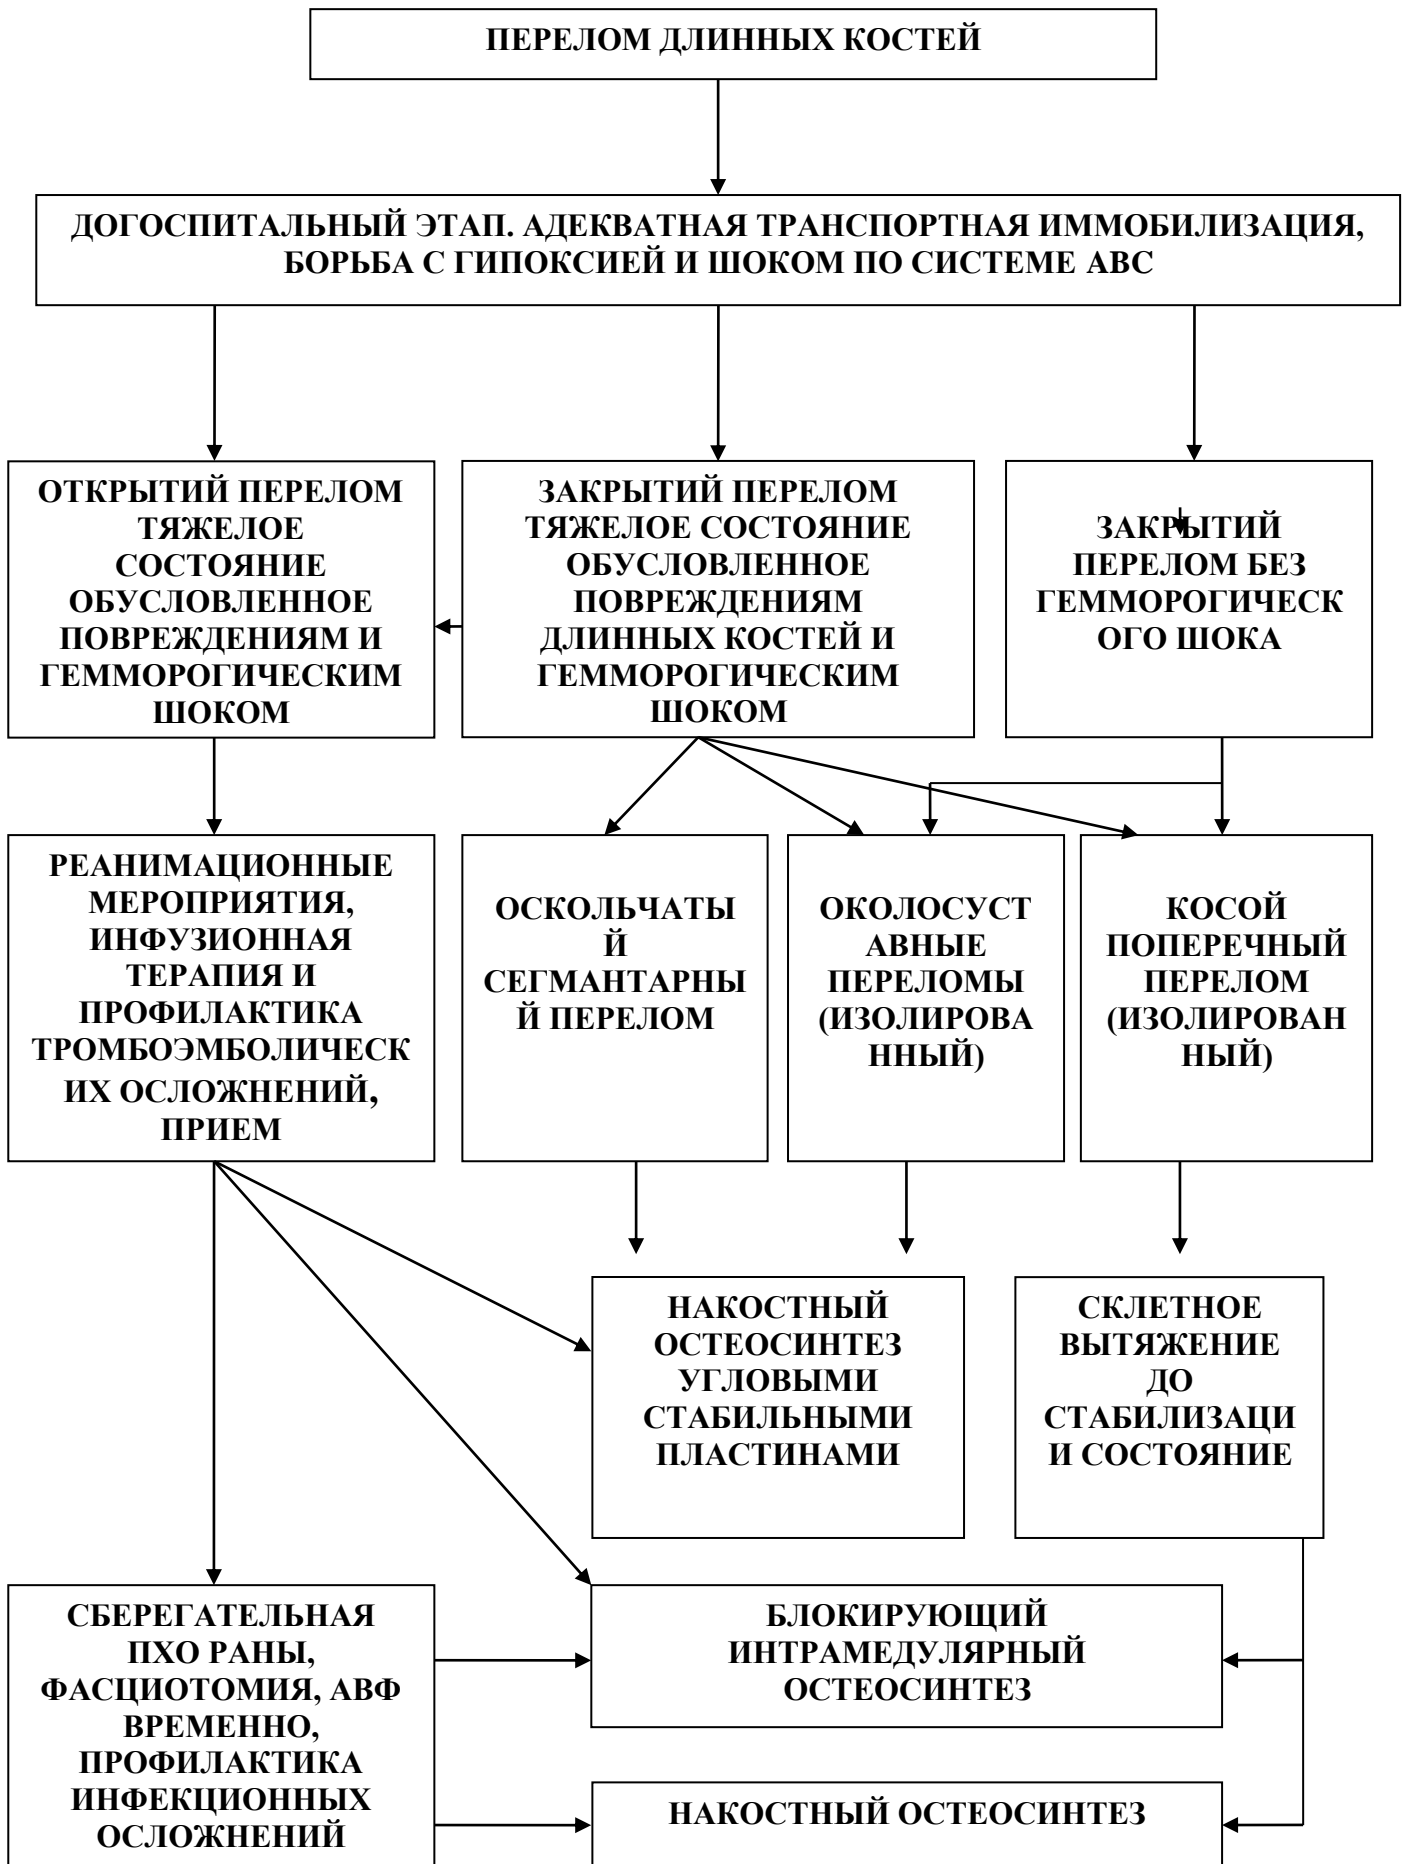 ПЕРЕЛОМ ДЛИННЫХ КОСТЕЙ
ДОГОСПИТАЛЬНЫЙ ЭТАП. АДЕКВАТНАЯ ТРАНСПОРТНАЯ ИММОБИЛИЗАЦИЯ,
БОРЬБА С ГИПОКСИЕЙ И ШОКОМ ПО СИСТЕМЕ АВС
ОТКРЫТИЙ ПЕРЕЛОМ
ТЯЖЕЛОЕ
СОСТОЯНИЕ
ОБУСЛОВЛЕННОЕ
ПОВРЕЖДЕНИЯМ И
ГЕММОРОГИЧЕСКИМ
ШОКОМ
ЗАКРЫТИЙ ПЕРЕЛОМ
ТЯЖЕЛОЕ СОСТОЯНИЕ
ОБУСЛОВЛЕННОЕ
ПОВРЕЖДЕНИЯМ
ДЛИННЫХ КОСТЕЙ И
ГЕММОРОГИЧЕСКИМ
ШОКОМ
ЗАКРЫТИЙ
ПЕРЕЛОМ БЕЗ
ГЕММОРОГИЧЕСК
ОГО ШОКА
РЕАНИМАЦИОННЫЕ
МЕРОПРИЯТИЯ,
ИНФУЗИОННАЯ
ТЕРАПИЯ И
ПРОФИЛАКТИКА
ТРОМБОЭМБОЛИЧЕСК
ИХ ОСЛОЖНЕНИЙ,
ПРИЕМ
ОСКОЛЬЧАТЫ
Й
СЕГМАНТАРНЫ
Й ПЕРЕЛОМ
ОКОЛОСУСТ
АВНЫЕ
ПЕРЕЛОМЫ
(ИЗОЛИРОВА
ННЫЙ)
КОСОЙ
ПОПЕРЕЧНЫЙ
ПЕРЕЛОМ
(ИЗОЛИРОВАН
НЫЙ)
НАКОСТНЫЙ
ОСТЕОСИНТЕЗ
УГЛОВЫМИ
СТАБИЛЬНЫМИ
ПЛАСТИНАМИ
СКЛЕТНОЕ
ВЫТЯЖЕНИЕ
ДО
СТАБИЛИЗАЦИ
И СОСТОЯНИЕ
СБЕРЕГАТЕЛЬНАЯ
ПХО РАНЫ,
ФАСЦИОТОМИЯ, АВФ
ВРЕМЕННО,
ПРОФИЛАКТИКА
ИНФЕКЦИОННЫХ
ОСЛОЖНЕНИЙ
БЛОКИРУЮЩИЙ
ИНТРАМЕДУЛЯРНЫЙ
ОСТЕОСИНТЕЗ
НАКОСТНЫЙ ОСТЕОСИНТЕЗ